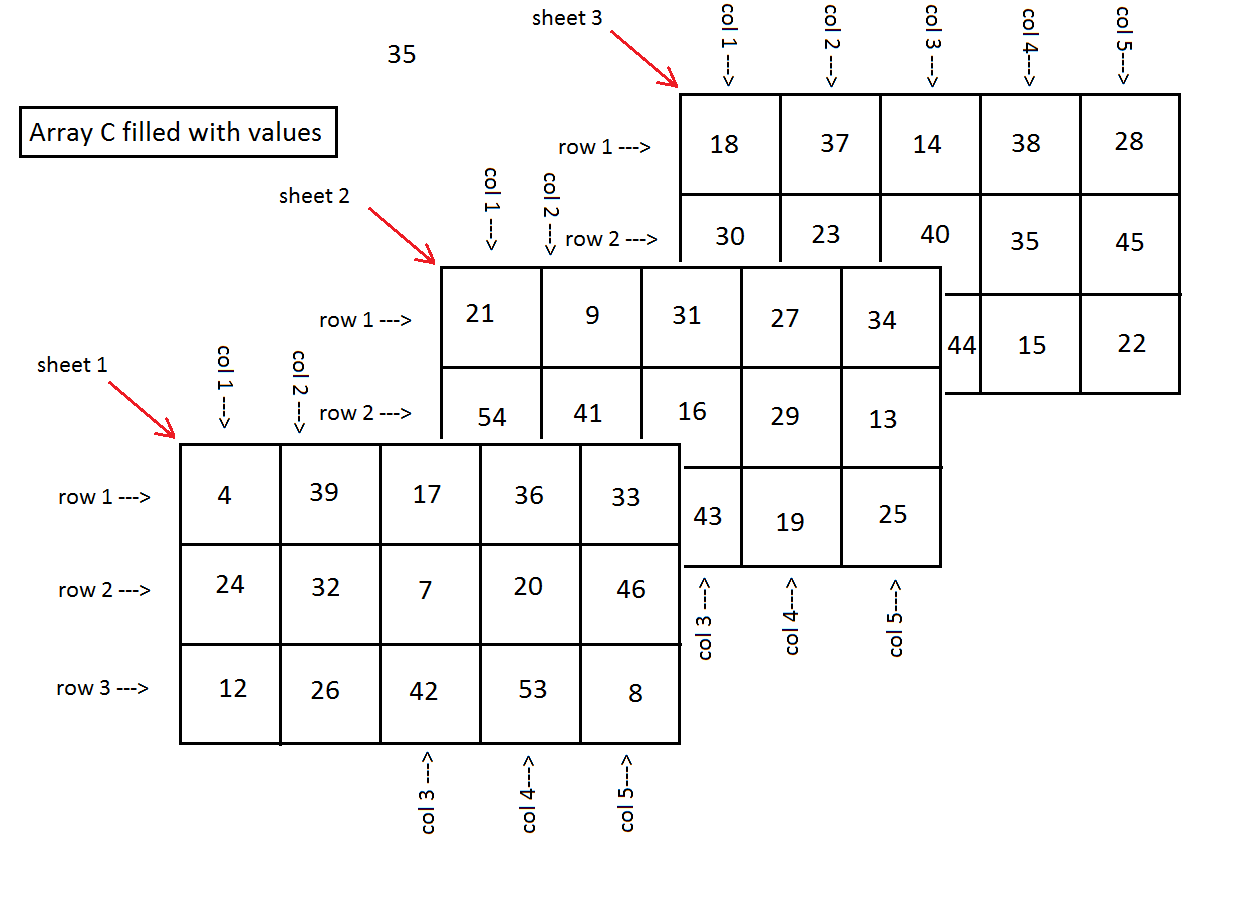 sheet 3
col 1 ---->
col 2 ---->
col 3 ---->
col 4---->
col 5---->
35
Array C filled with values
row 1 --->
18 37 14 38 28
sheet 2
col 1 ---->
col 2 ---->
row 2 --->
30 23 40 35 45
row 1 --->
21 9 31 27 34
44 15 22
sheet 1
col 1 ---->
col 2 ---->
row 2 --->
54 41 16 29 13
row 1 --->
4 39 17 36 33
43 19 25
row 2 --->
24 32 7 20 46
col 3 ---->
col 4---->
col 5---->
row 3 --->
12 26 42 53 8
col 3 ---->
col 4---->
col 5---->